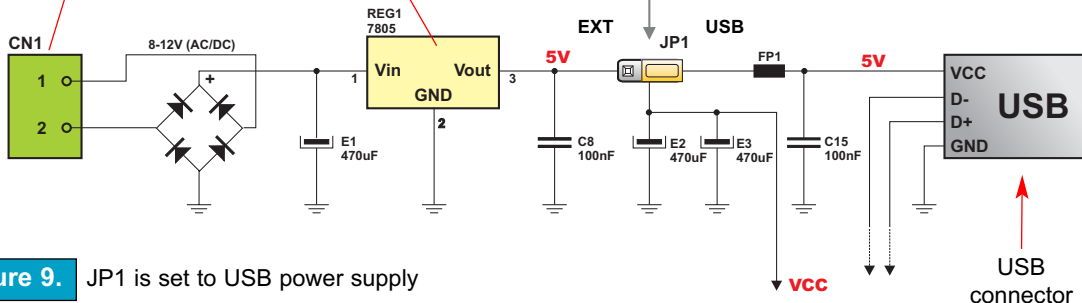 REG1
7805
EXT
USB
JP1
CN1
8-12V (AC/DC)
1
2
+
1
Vin
Vout
GND
2
3
5V
FP1
5V
VCC
D-
D+
GND
USB
E1
470uF
C8
100nF
E2
470uF
E3
470uF
C15
100nF
VCC
USB
connector
ure 9.
JP1 is set to USB power supply